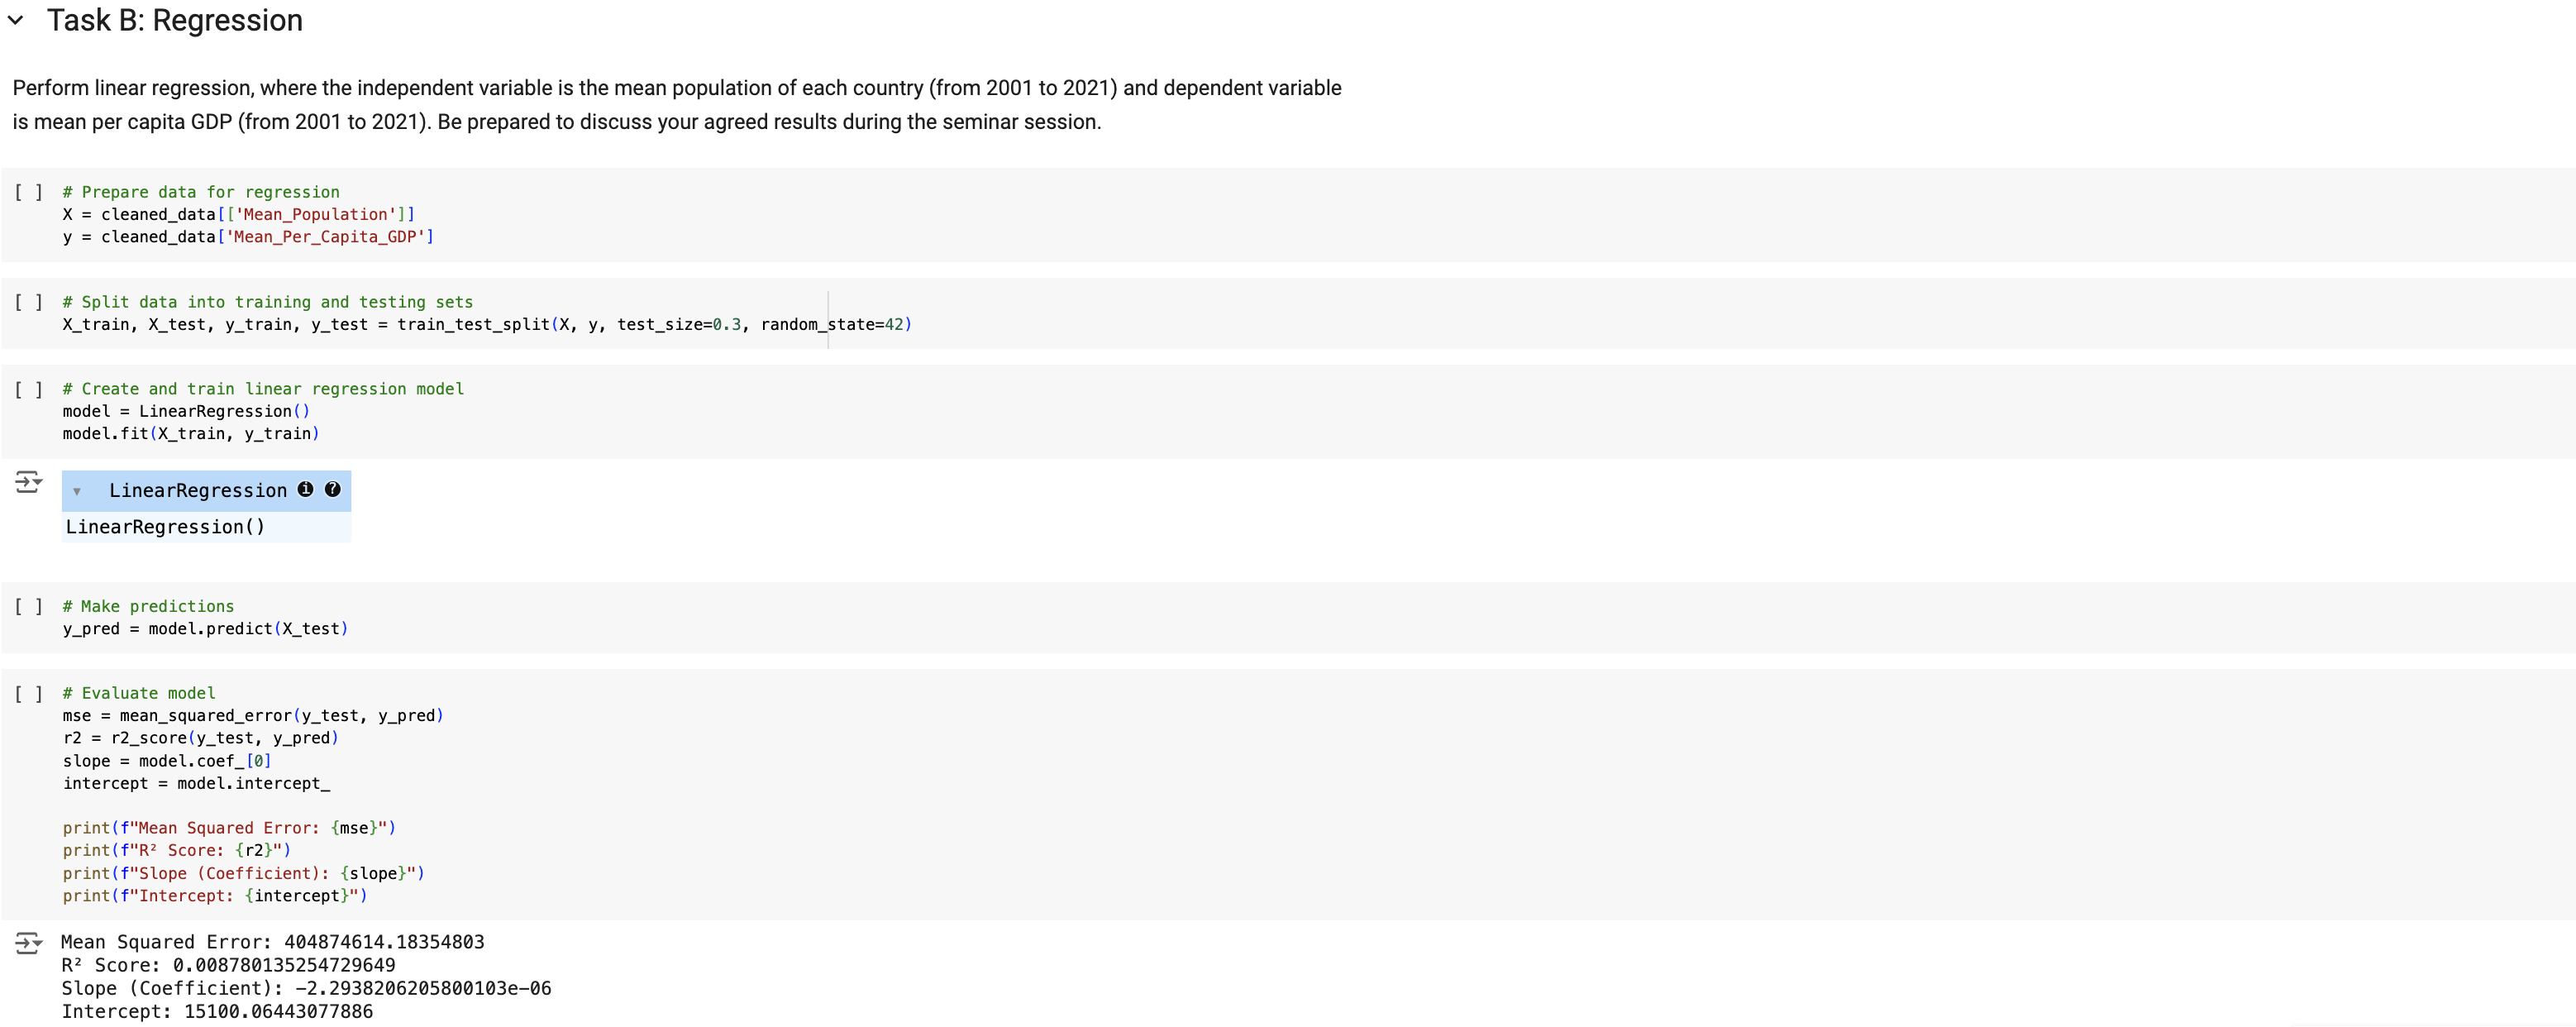 Task B: Regression
Perform linear regression, where the independent variable is the mean population of each country (from 2001 to 2021) and dependent variable
is mean per capita GDP (from 2001 to 2021). Be prepared to discuss your agreed results during the seminar session.
[ ] # Prepare data for regression
X = cleaned_data[['Mean_Population']]
y = cleaned_data['Mean_Per_Capita_GDP']
[ ] # Split data into training and testing sets
X_train, X_test, y_train, y_test = train_test_split(X, y, test_size=0.3, random_state=42)
[ ] # Create and train linear regression model
model = LinearRegression()
model.fit(X_train, y_train)
LinearRegression i ?
LinearRegression()
[ ] # Make predictions
y_pred = model.predict(X_test)
[ ] # Evaluate model
mse = mean_squared_error(y_test, y_pred)
r2 = r2_score(y_test, y_pred)
slope = model.coef_[0]
intercept = model.intercept_
print(f"Mean Squared Error: {mse}")
print(f"R² Score: {r2}")
print(f"Slope (Coefficient): {slope}")
print(f"Intercept: {intercept}")
Mean Squared Error: 404874614.18354803
R² Score: 0.008780135254729649
Slope (Coefficient): -2.2938206205800103e-06
Intercept: 15100.06443077886